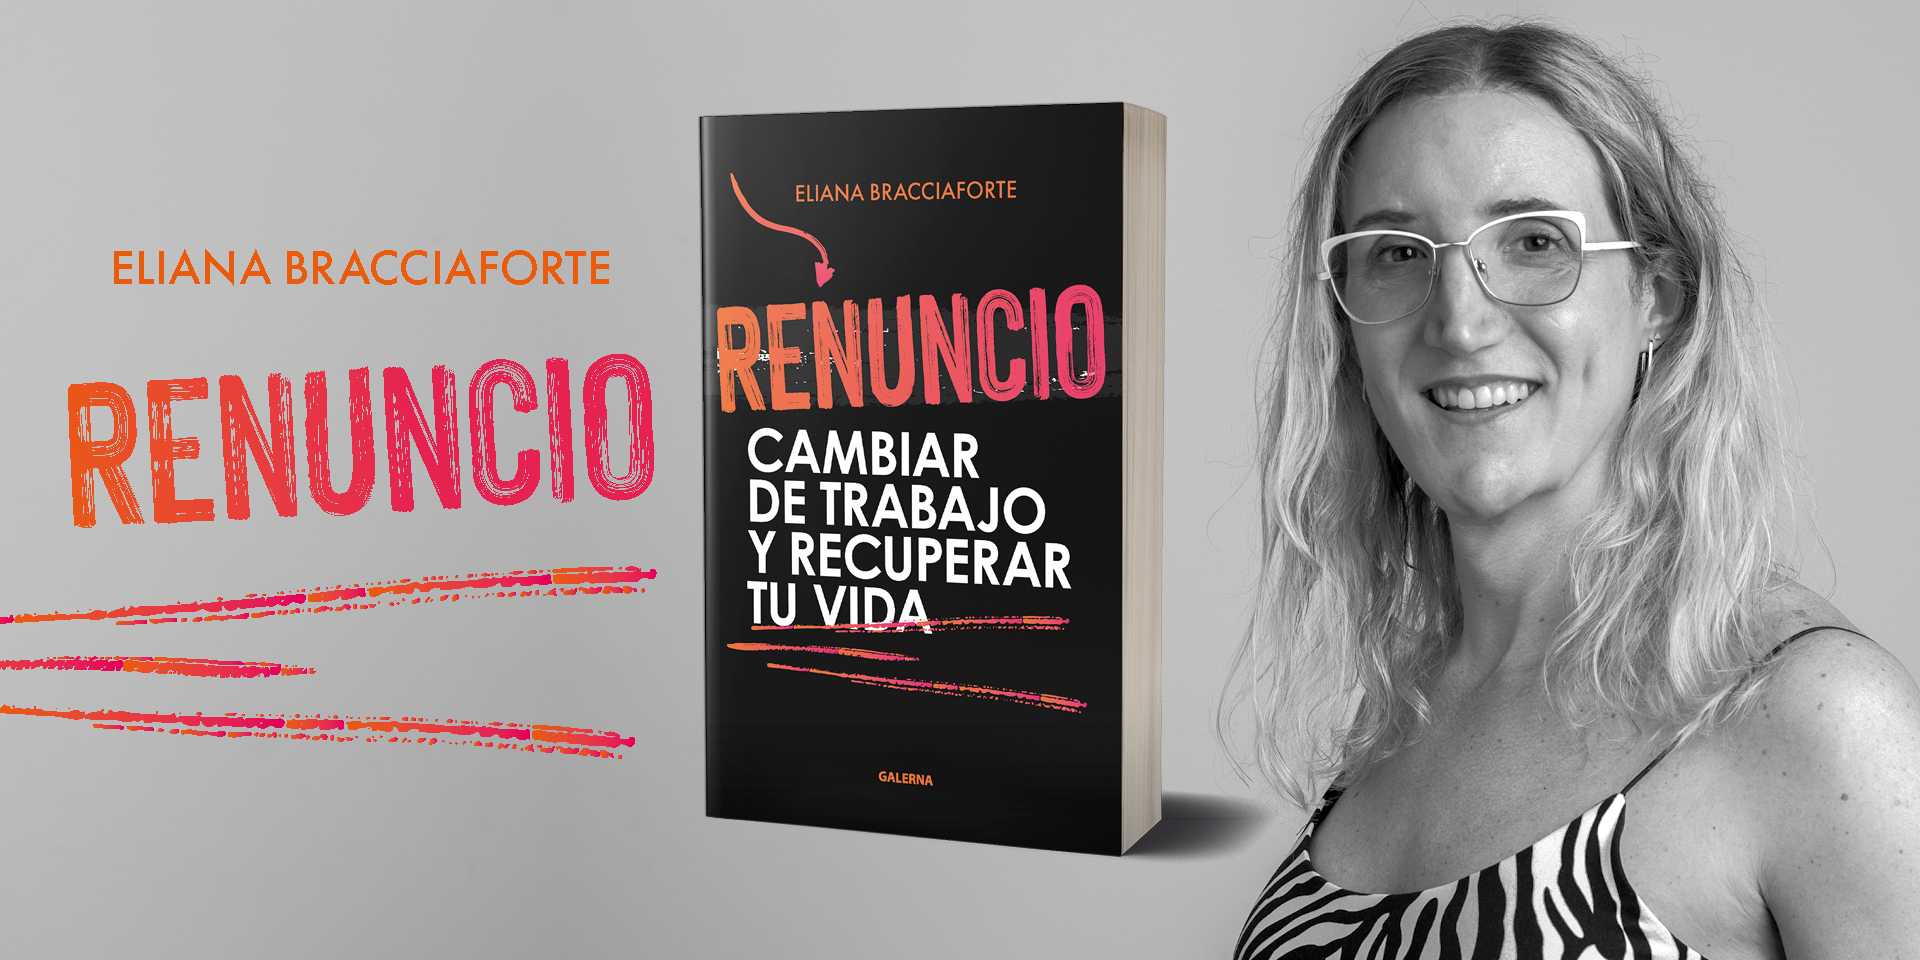 ELIANA BRACCIAFORTE
RENUNCIO
ELIANA BRACCIAFORTE
RENUNCIO
CAMBIAR
DE TRABAJO
Y RECUPERAR
TU VIDA
GALERNA